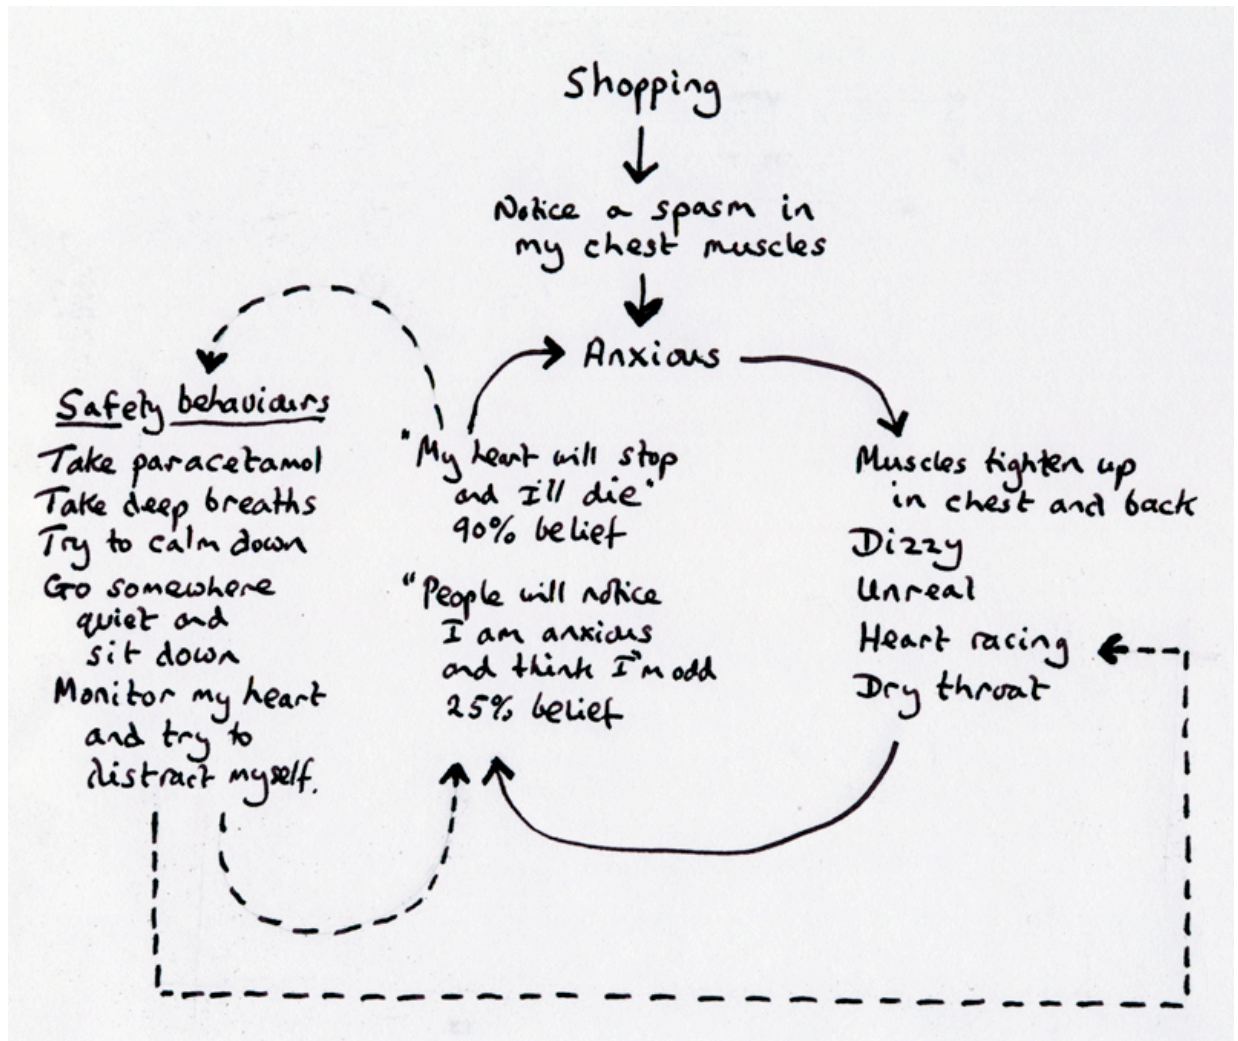 Shopping
Notice a spasm in
my chest muscles
Anxious
Safety behaviours
Take paracetamol
Take deep breaths
Try to calm down
Go somewhere
quiet and
sit down
Monitor my heart
and try to
distract myself.
"My heart will stop
and I'll die"
90% belief
"People will notice
I am anxious
and think I'm odd"
25% belief
Muscles tighten up
in chest and back
Dizzy
Unreal
Heart racing
Dry throat